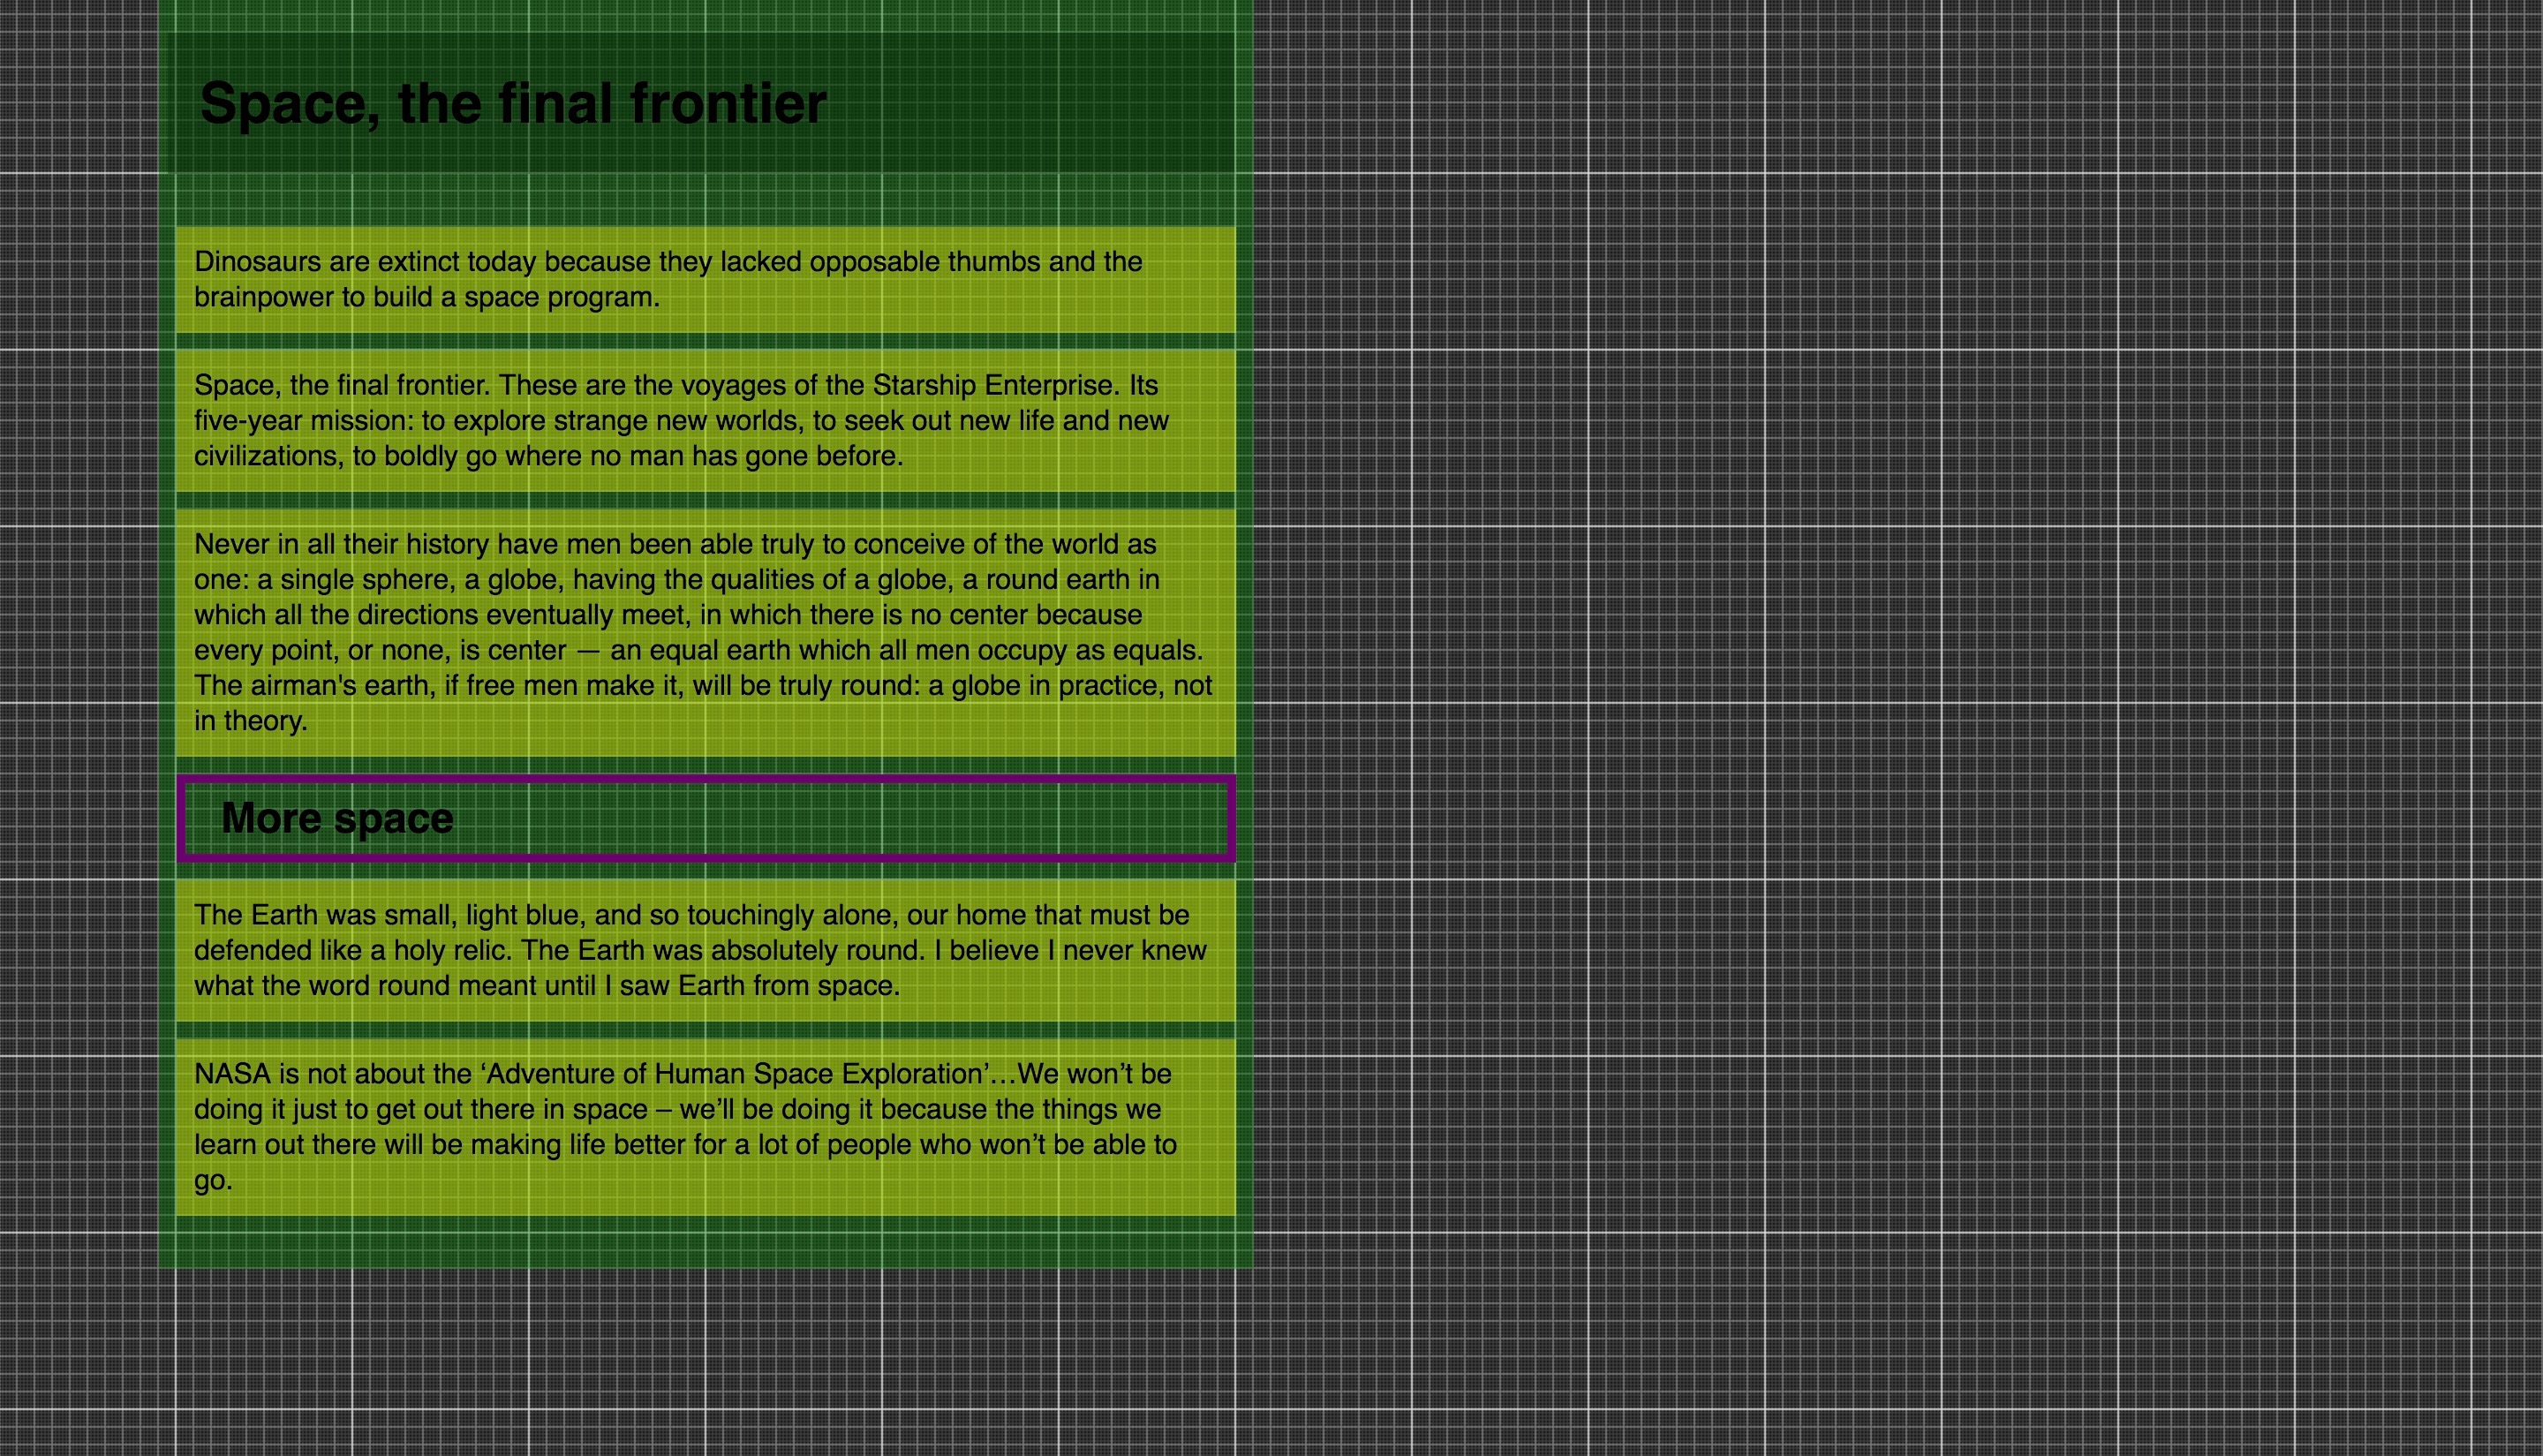 Space, the final frontier
Dinosaurs are extinct today because they lacked opposable thumbs and the
brainpower to build a space program.
Space, the final frontier. These are the voyages of the Starship Enterprise. Its
five-year mission: to explore strange new worlds, to seek out new life and new
civilizations, to boldly go where no man has gone before.
Never in all their history have men been able truly to conceive of the world as
one: a single sphere, a globe, having the qualities of a globe, a round earth in
which all the directions eventually meet, in which there is no center because
every point, or none, is center — an equal earth which all men occupy as equals.
The airman's earth, if free men make it, will be truly round: a globe in practice, not
in theory.
More space
The Earth was small, light blue, and so touchingly alone, our home that must be
defended like a holy relic. The Earth was absolutely round. I believe I never knew
what the word round meant until I saw Earth from space.
NASA is not about the ‘Adventure of Human Space Exploration’…We won’t be
doing it just to get out there in space – we’ll be doing it because the things we
learn out there will be making life better for a lot of people who won’t be able to
go.